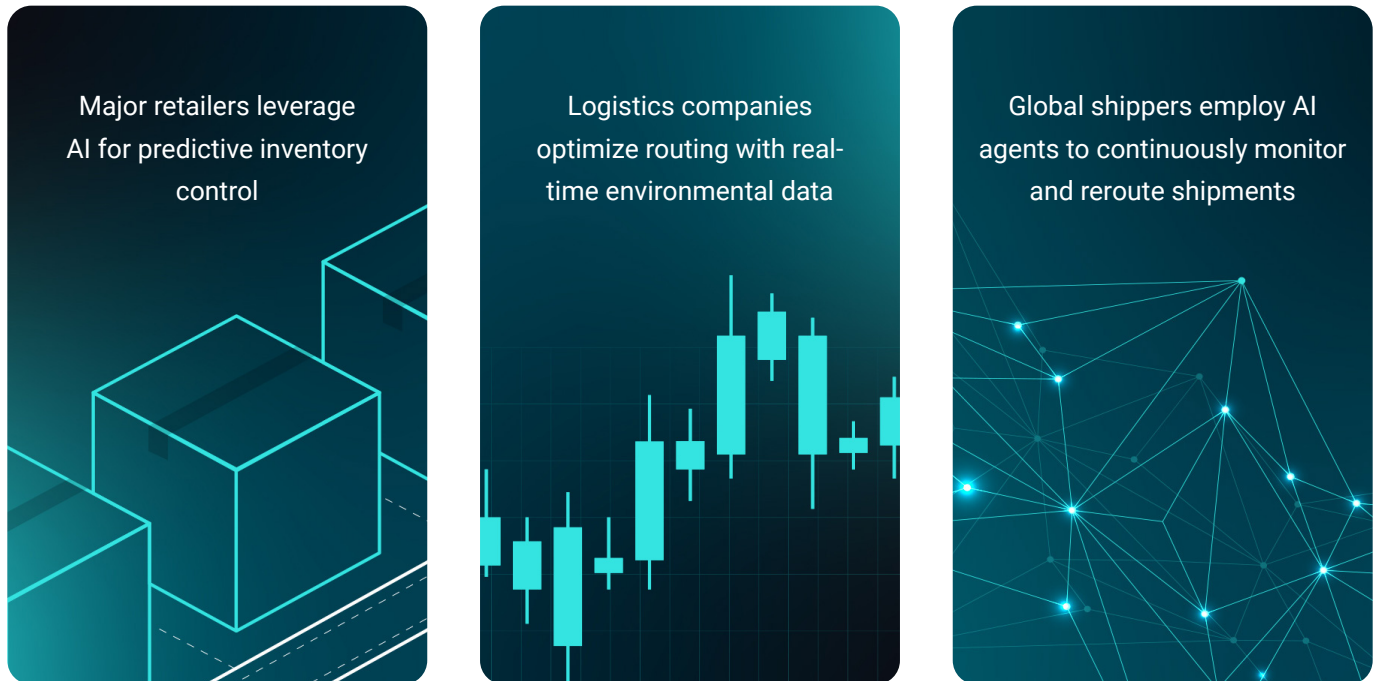 Major retailers leverage
AI for predictive inventory
control
Logistics companies
optimize routing with real-
time environmental data
Global shippers employ AI
agents to continuously monitor
and reroute shipments